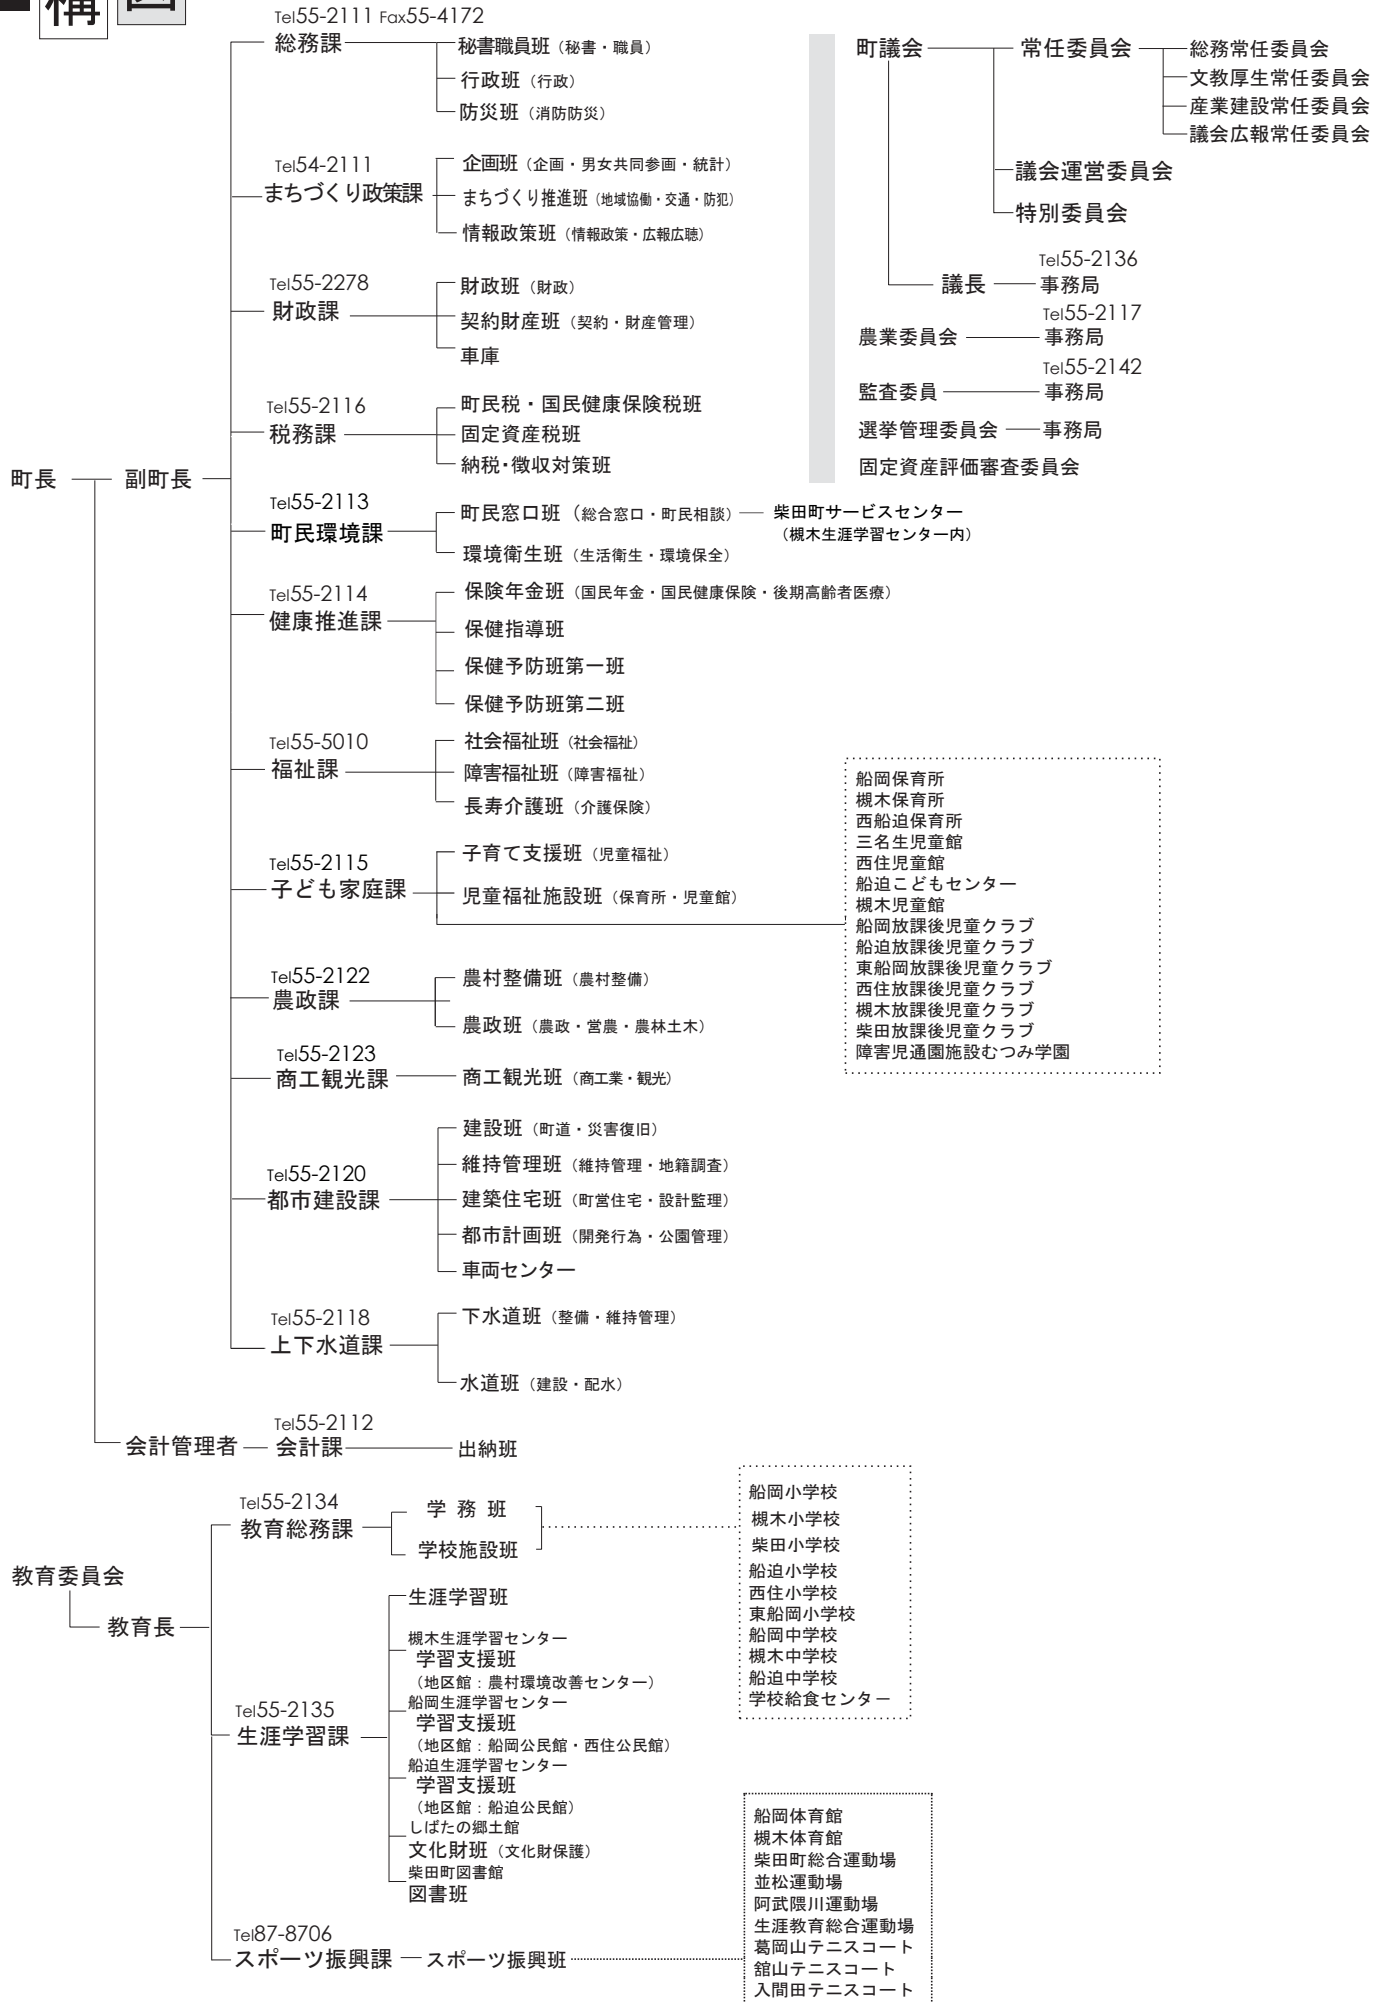 構 図
Tel55-2111 Fax55-4172
総務課
秘書職員班（秘書・職員）
行政班（行政）
防災班（消防防災）
Tel54-2111
まちづくり政策課
企画班（企画・男女共同参画・統計）
まちづくり推進班（地域協働・交通・防犯）
情報政策班（情報政策・広報広聴）
Tel55-2278
財政課
財政班（財政）
契約財産班（契約・財産管理）
車庫
Tel55-2116
税務課
町民税・国民健康保険税班
固定資産税班
納税・徴収対策班
町長
副町長
Tel55-2113
町民環境課
町民窓口班（総合窓口・町民相談）
柴田町サービスセンター
（槻木生涯学習センター内）
環境衛生班（生活衛生・環境保全）
Tel55-2114
健康推進課
保険年金班（国民年金・国民健康保険・後期高齢者医療）
保健指導班
保健予防班第一班
保健予防班第二班
Tel55-5010
福祉課
社会福祉班（社会福祉）
障害福祉班（障害福祉）
長寿介護班（介護保険）
Tel55-2115
子ども家庭課
子育て支援班（児童福祉）
児童福祉施設班（保育所・児童館）
船岡保育所
槻木保育所
西船迫保育所
三名生児童館
西住児童館
船迫こどもセンター
槻木児童館
船岡放課後児童クラブ
船迫放課後児童クラブ
東船岡放課後児童クラブ
西住放課後児童クラブ
槻木放課後児童クラブ
柴田放課後児童クラブ
障害児通園施設むつみ学園
Tel55-2122
農政課
農村整備班（農村整備）
農政班（農政・営農・農林土木）
Tel55-2123
商工観光課
商工観光班（商工業・観光）
Tel55-2120
都市建設課
建設班（町道・災害復旧）
維持管理班（維持管理・地籍調査）
建築住宅班（町営住宅・設計監理）
都市計画班（開発行為・公園管理）
車両センター
Tel55-2118
上下水道課
下水道班（整備・維持管理）
水道班（建設・配水）
会計管理者
Tel55-2112
会計課
出納班
町議会
常任委員会
総務常任委員会
文教厚生常任委員会
産業建設常任委員会
議会広報常任委員会
議会運営委員会
特別委員会
議長
Tel55-2136
事務局
農業委員会
Tel55-2117
事務局
監査委員
Tel55-2142
事務局
選挙管理委員会
事務局
固定資産評価審査委員会
教育委員会
教育長
Tel55-2134
教育総務課
学 務 班
学校施設班
船岡小学校
槻木小学校
柴田小学校
船迫小学校
西住小学校
東船岡小学校
船岡中学校
槻木中学校
船迫中学校
学校給食センター
Tel55-2135
生涯学習課
生涯学習班
槻木生涯学習センター
学習支援班
（地区館：農村環境改善センター）
船岡生涯学習センター
学習支援班
（地区館：船岡公民館・西住公民館）
船迫生涯学習センター
学習支援班
（地区館：船迫公民館）
しばたの郷土館
文化財班（文化財保護）
柴田町図書館
図書班
Tel87-8706
スポーツ振興課
スポーツ振興班
船岡体育館
槻木体育館
柴田町総合運動場
並松運動場
阿武隈川運動場
生涯教育総合運動場
葛岡山テニスコート
舘山テニスコート
入間田テニスコート